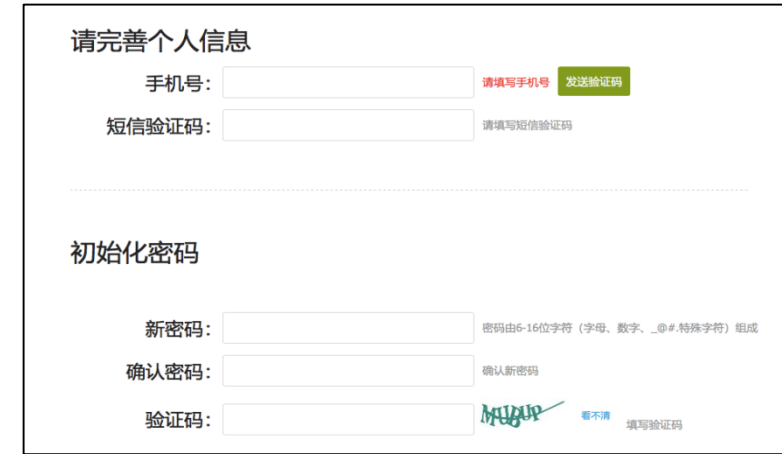 请完善个人信息
手机号： 请填写手机号 发送验证码
短信验证码： 请填写短信验证码
初始化密码
新密码： 密码由6-16位字符（字母、数字、_@#.特殊字符）组成
确认密码： 确认新密码
验证码： 看不清 填写验证码